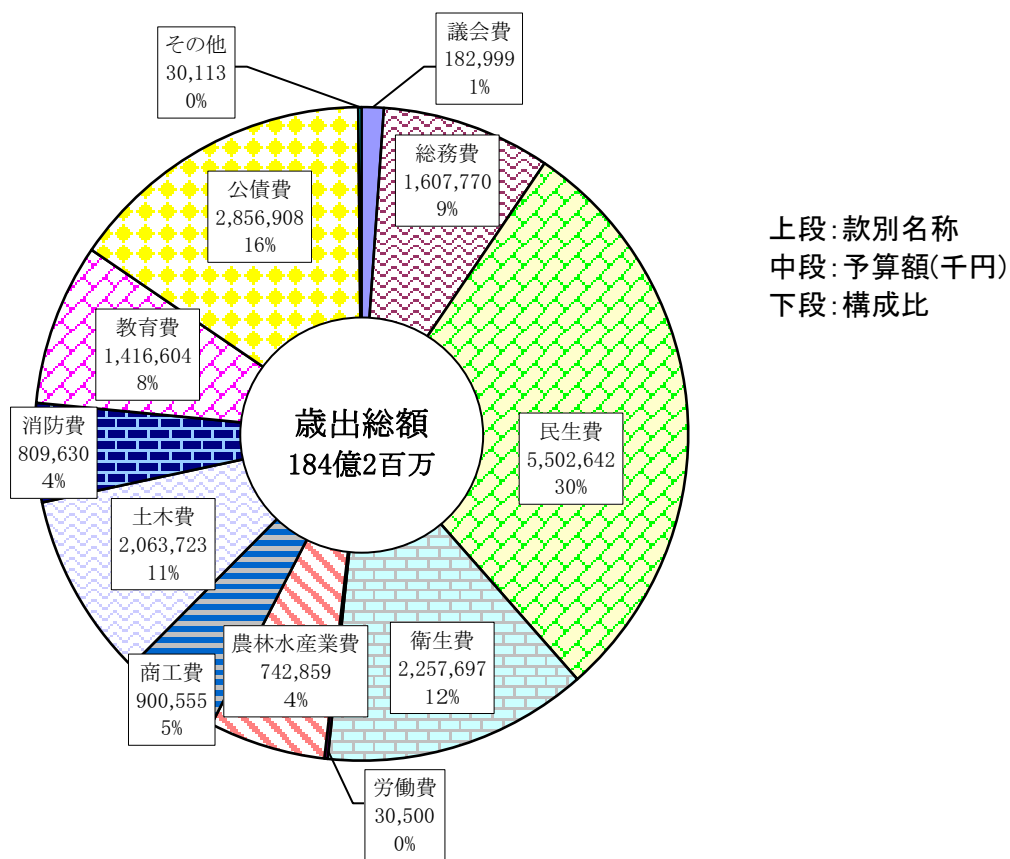 その他
30,113
0%
議会費
182,999
1%
総務費
1,607,770
9%
公債費
2,856,908
16%
上段：款別名称
中段：予算額(千円)
下段：構成比
教育費
1,416,604
8%
歳出総額
184億2百万
民生費
5,502,642
30%
消防費
809,630
4%
土木費
2,063,723
11%
農林水産業費
742,859
4%
衛生費
2,257,697
12%
商工費
900,555
5%
労働費
30,500
0%